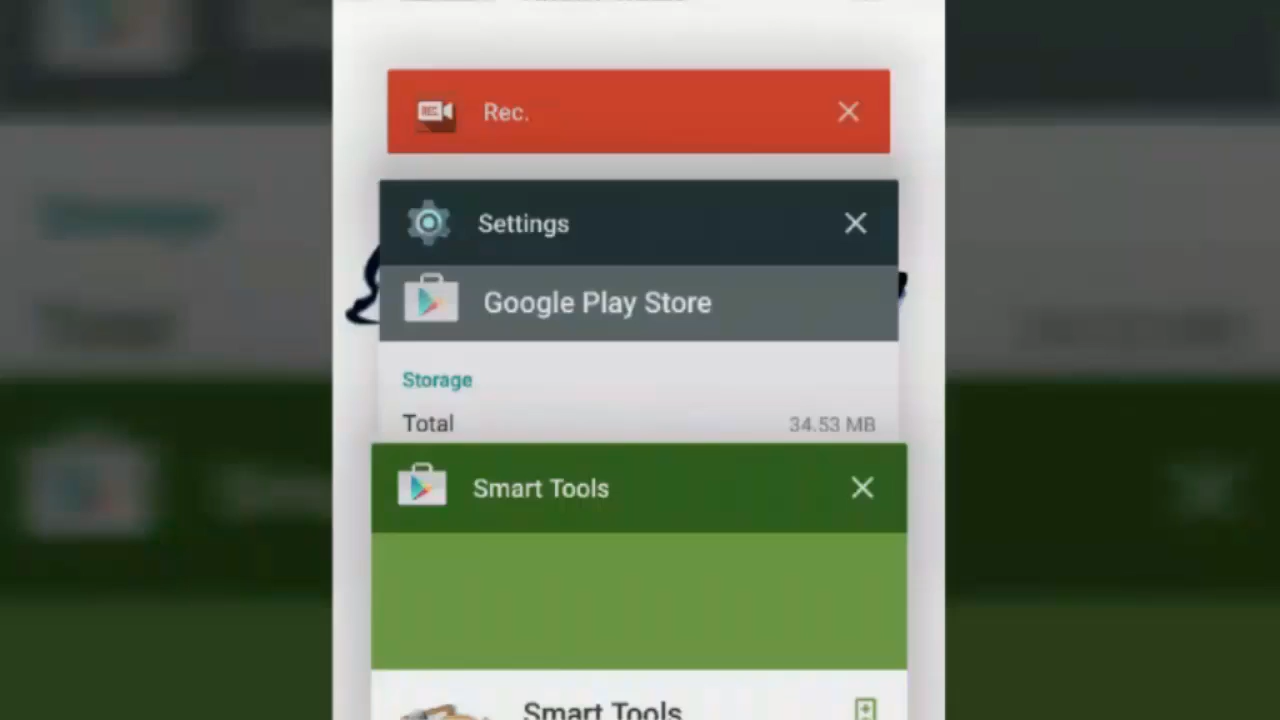 Rec.
Settings
Google Play Store
Storage
Total 34.53 MB
Smart Tools
Smart Tools